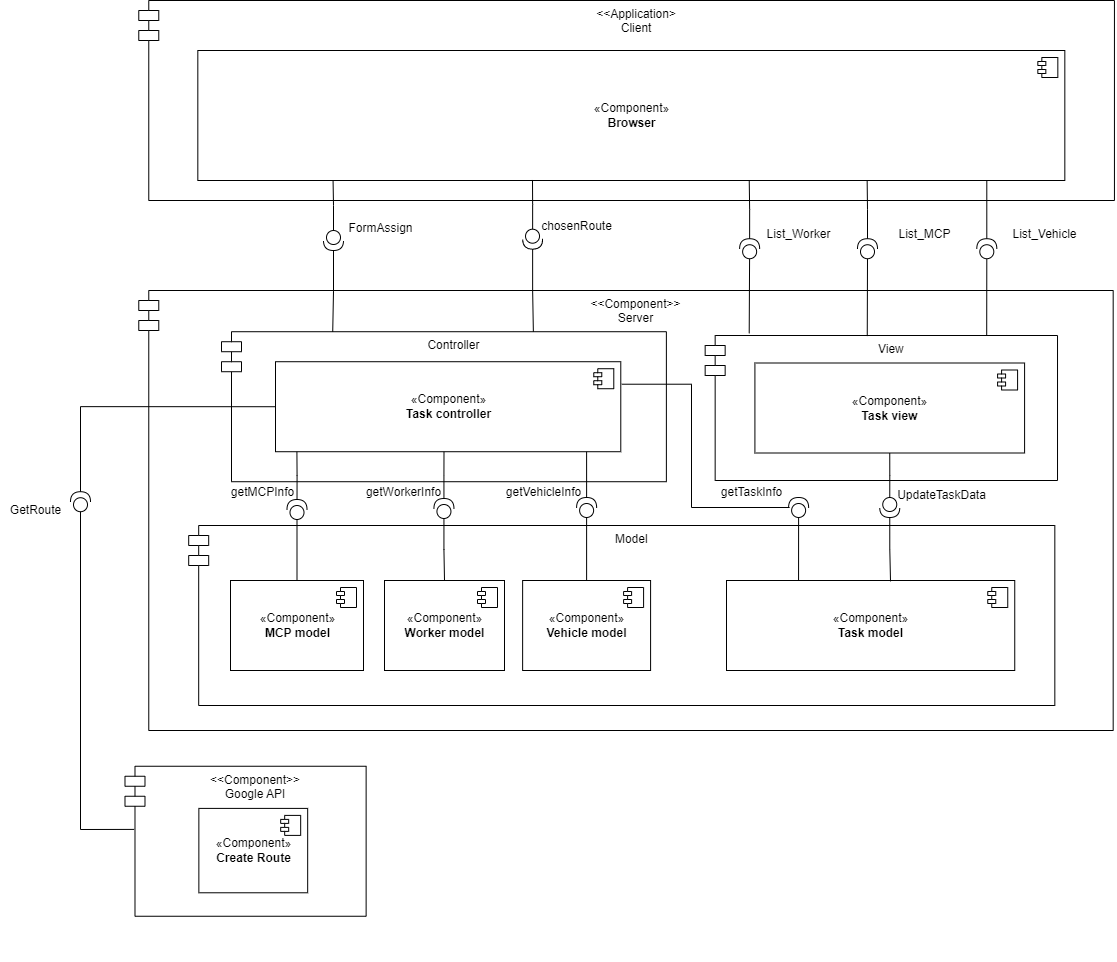 <<Application>>
Client
«Component»
Browser
FormAssign
chosenRoute
List_Worker
List_MCP
List_Vehicle
<<Component>>
Server
Controller
View
«Component»
Task controller
«Component»
Task view
getMCPInfo
getWorkerInfo
getVehicleInfo
getTaskInfo
UpdateTaskData
GetRoute
Model
«Component»
MCP model
«Component»
Worker model
«Component»
Vehicle model
«Component»
Task model
<<Component>>
Google API
«Component»
Create Route